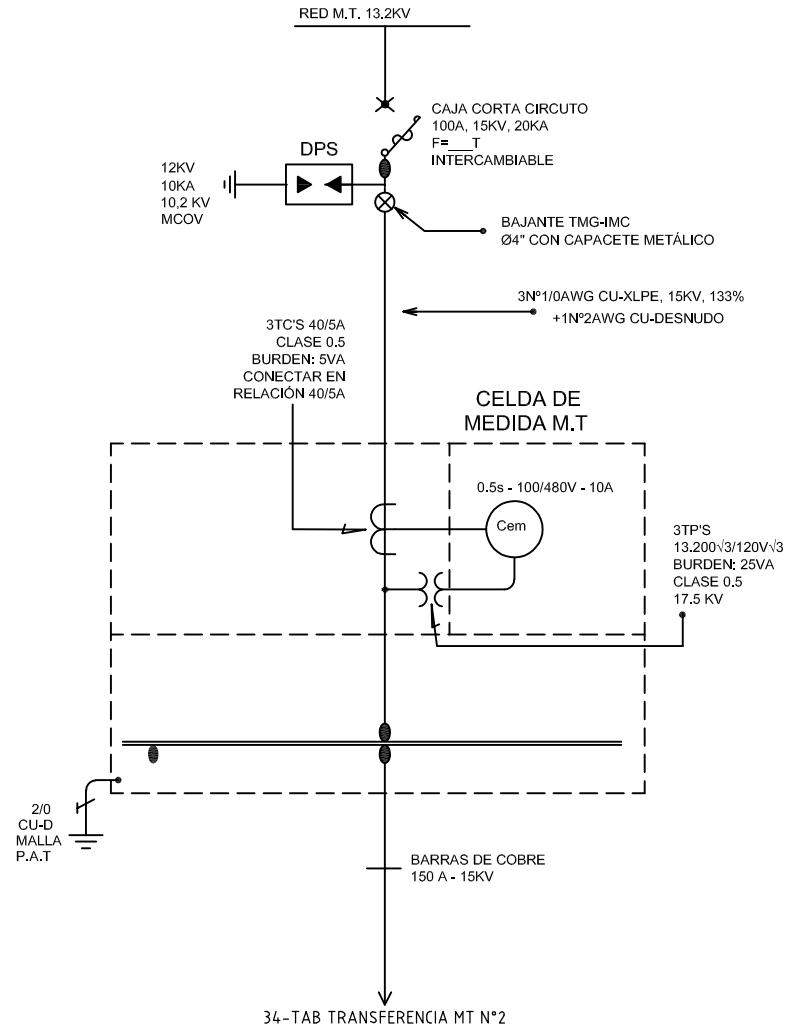 RED M.T. 13.2KV
CAJA CORTA CIRCUTO
100A, 15KV, 20KA
F=___T
INTERCAMBIABLE
DPS
12KV
10KA
10,2 KV
MCOV
BAJANTE TMG-IMC
Ø4" CON CAPACETE METÁLICO
3Nº1/0AWG CU-XLPE, 15KV, 133%
+1Nº2AWG CU-DESNUDO
3TC'S 40/5A
CLASE 0.5
BURDEN: 5VA
CONECTAR EN
RELACIÓN 40/5A
CELDA DE
MEDIDA M.T
0.5s - 100/480V - 10A
Cem
3TP'S
13.200√3/120V√3
BURDEN: 25VA
CLASE 0.5
17.5 KV
2/0
CU-D
MALLA
P.A.T
BARRAS DE COBRE
150 A - 15KV
34-TAB TRANSFERENCIA MT N°2